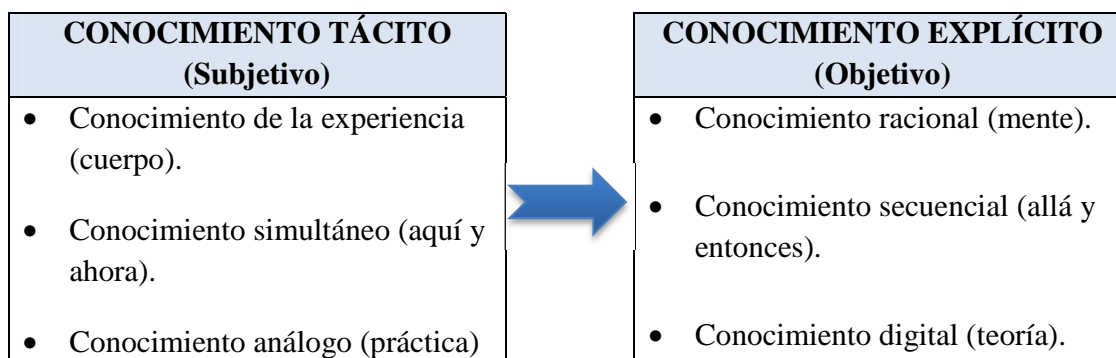 CONOCIMIENTO TÁCITO
(Subjetivo)
• Conocimiento de la experiencia
(cuerpo).
• Conocimiento simultáneo (aquí y
ahora).
• Conocimiento análogo (práctica)
CONOCIMIENTO EXPLÍCITO
(Objetivo)
• Conocimiento racional (mente).
• Conocimiento secuencial (allá y
entonces).
• Conocimiento digital (teoría).